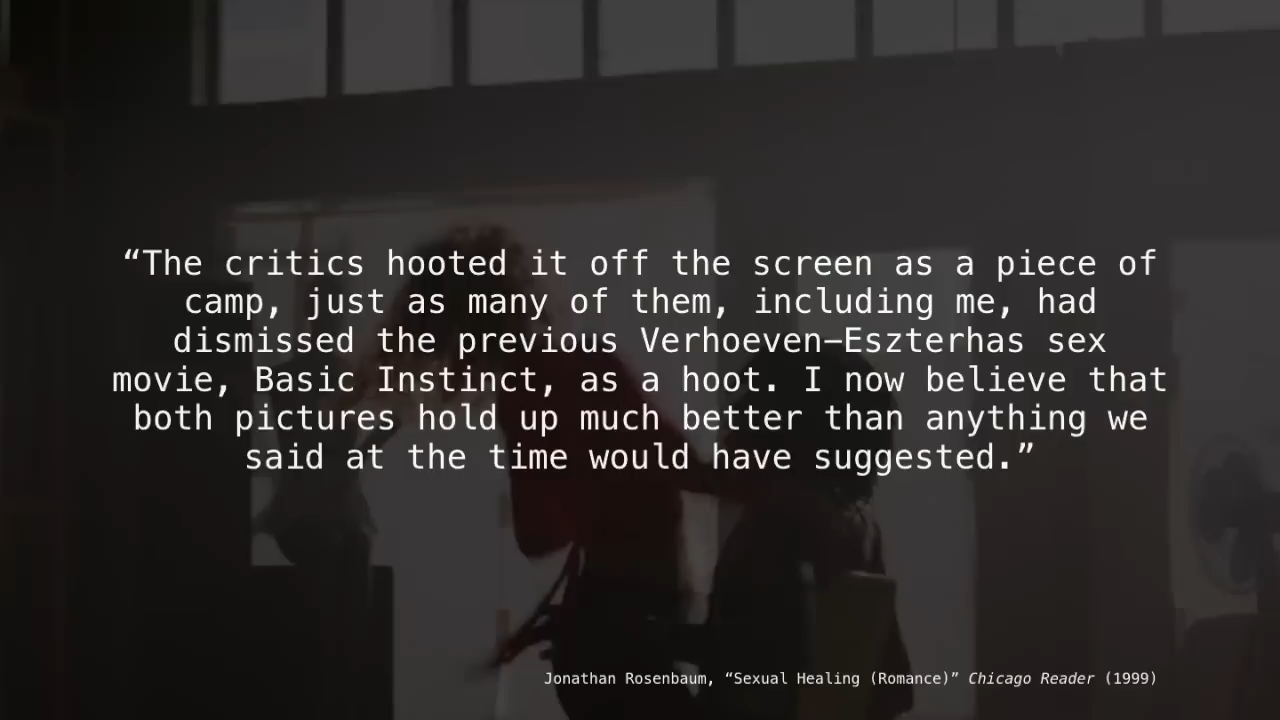 “The critics hooted it off the screen as a piece of
camp, just as many of them, including me, had
dismissed the previous Verhoeven–Eszterhas sex
movie, Basic Instinct, as a hoot. I now believe that
both pictures hold up much better than anything we
said at the time would have suggested.”
Jonathan Rosenbaum, “Sexual Healing (Romance)” Chicago Reader (1999)